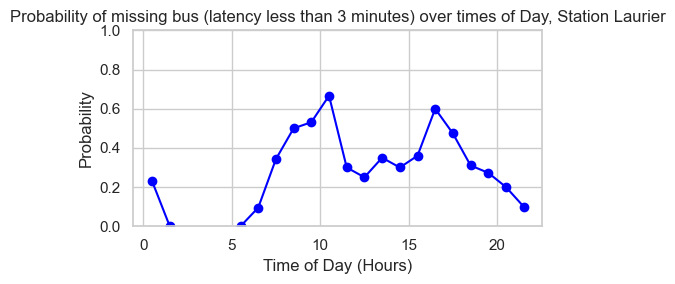 Probability of missing bus (latency less than 3 minutes) over times of Day, Station Laurier
1.0
0.8
0.6
0.4
0.2
0.0
Probability
0 5 10 15 20
Time of Day (Hours)